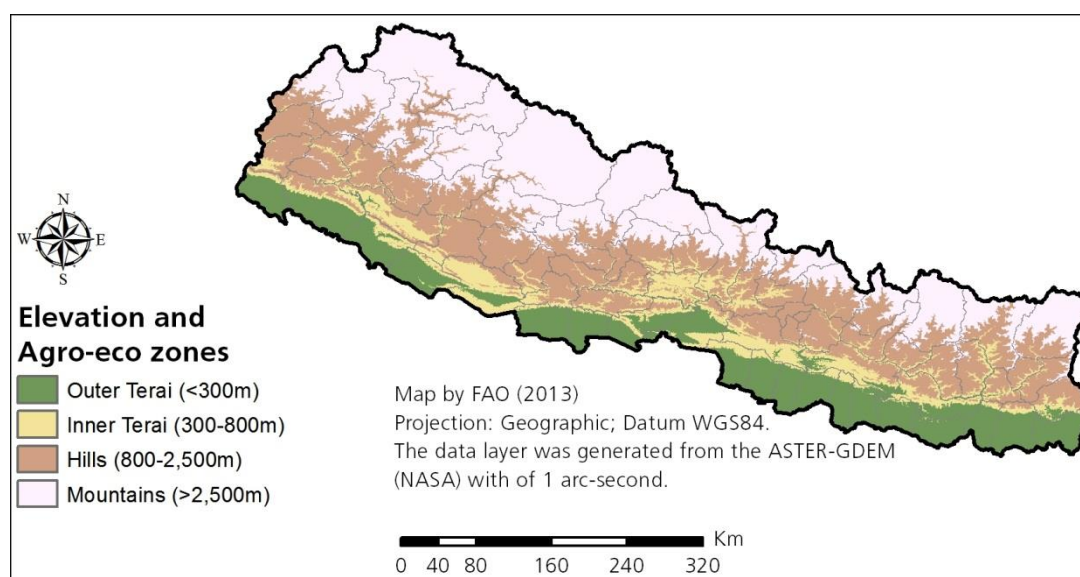 N
W E
S
Elevation and
Agro-eco zones
Outer Terai (<300m)
Inner Terai (300-800m)
Hills (800-2,500m)
Mountains (>2,500m)
Map by FAO (2013)
Projection: Geographic; Datum WGS84.
The data layer was generated from the ASTER-GDEM
(NASA) with of 1 arc-second.
Km
0 40 80 160 240 320